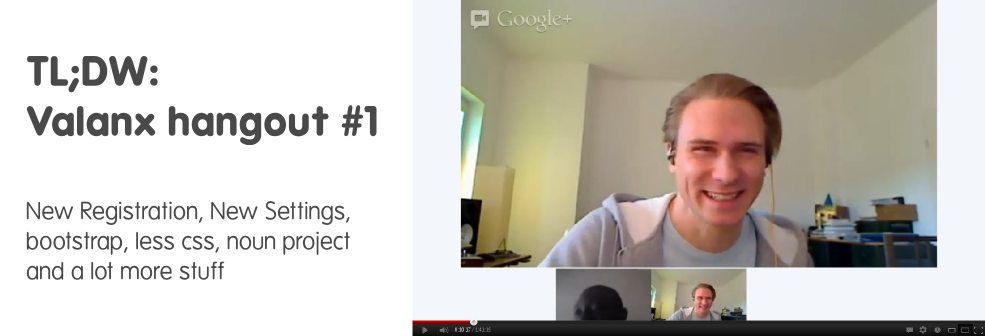 TL;DW:
Valanx hangout #1
New Registration, New Settings,
bootstrap, less css, noun project
and a lot more stuff
Google+